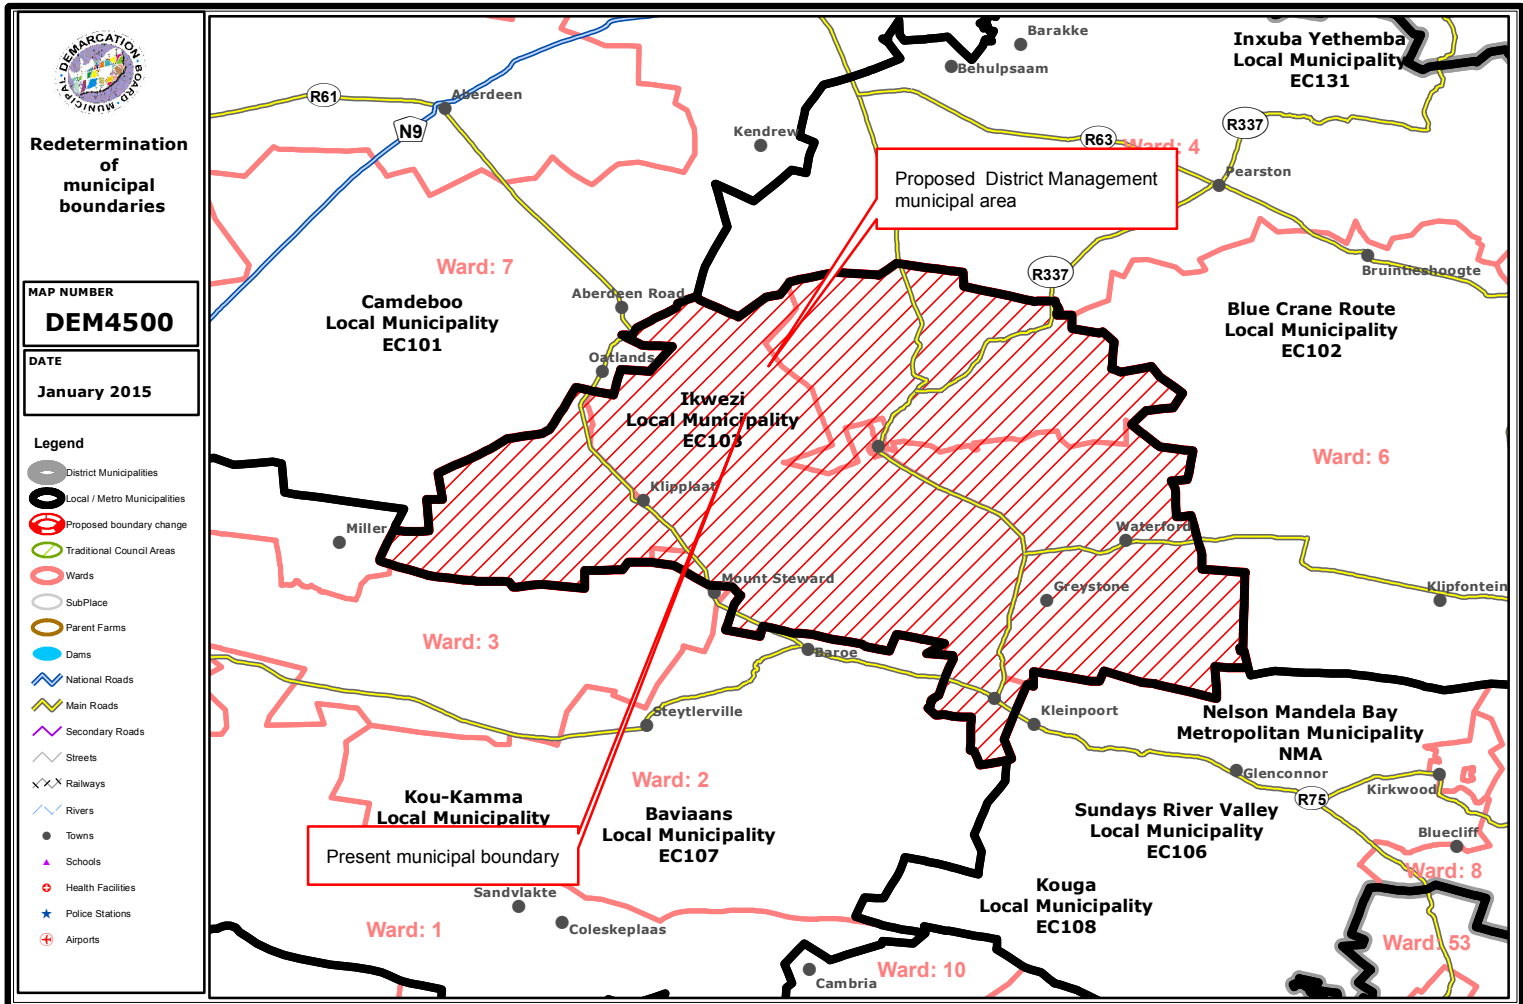 MUNICIPAL DEMARCATION BOARD
Redetermination
of
municipal
boundaries
MAP NUMBER
DEM4500
DATE
January 2015
Legend
District Municipalities
Local / Metro Municipalities
Proposed boundary change
Traditional Council Areas
Wards
SubPlace
Parent Farms
Dams
National Roads
Main Roads
Secondary Roads
Streets
Railways
Rivers
Towns
Schools
Health Facilities
Police Stations
Airports
Barakke
Behulpsaam
Inxuba Yethemba
Local Municipality
EC131
R61
Aberdeen
N9
Kendrew
R63
R337
Ward: 4
Pearston
Proposed District Management
municipal area
Ward: 7
R337
Bruintieshoogte
Aberdeen Road
Camdeboo
Local Municipality
EC101
Blue Crane Route
Local Municipality
EC102
Oatlands
Ikwezi
Local Municipality
EC103
Ward: 6
Klipplaat
Miller
Waterford
Mount Steward
Greystone
Klipfontein
Ward: 3
Baroe
Steytlerville
Kleinpoort
Nelson Mandela Bay
Metropolitan Municipality
NMA
Glenconnor
Kirkwood
R75
Ward: 2
Kou-Kamma
Local Municipality
Baviaans
Local Municipality
EC107
Sundays River Valley
Local Municipality
EC106
Bluecliff
Present municipal boundary
Ward: 8
Sandvlakte
Kouga
Local Municipality
EC108
Ward: 1
Coleskeplaas
Ward: 53
Ward: 10
Cambria